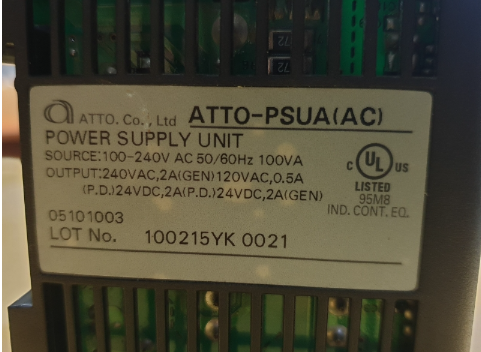 ATTO. Co., Ltd ATTO-PSUA(AC)
POWER SUPPLY UNIT
SOURCE:100-240V AC 50/60Hz 100VA
OUTPUT:240VAC,2A(GEN)120VAC,0.5A
(P.D.)24VDC,2A(P.D.)24VDC,2A(GEN)
C UL US
LISTED
95M8
IND. CONT. EQ.
05101003
LOT No. 100215YK 0021
72
72